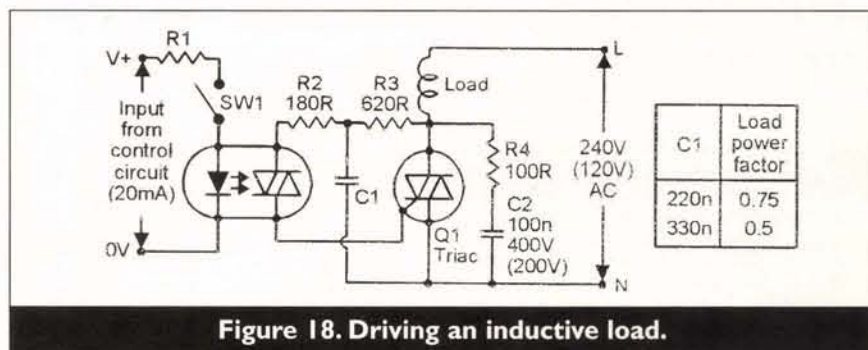 V+
R1
SW1
Input
from
control
circuit
(20mA)
0V
R2
180R
R3
620R
C1
Load
R4
100R
C2
100n
400V
(200V)
Q1
Triac
L
240V
(120V)
AC
N
C1
Load
power
factor
220n
0.75
330n
0.5
Figure 18. Driving an inductive load.